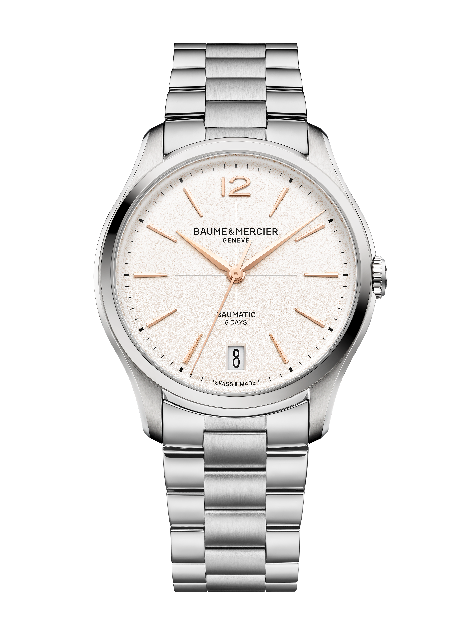 12
BAUME & MERCIER
GENEVE
BAUMATIC
5 DAYS
8
SWISS MADE